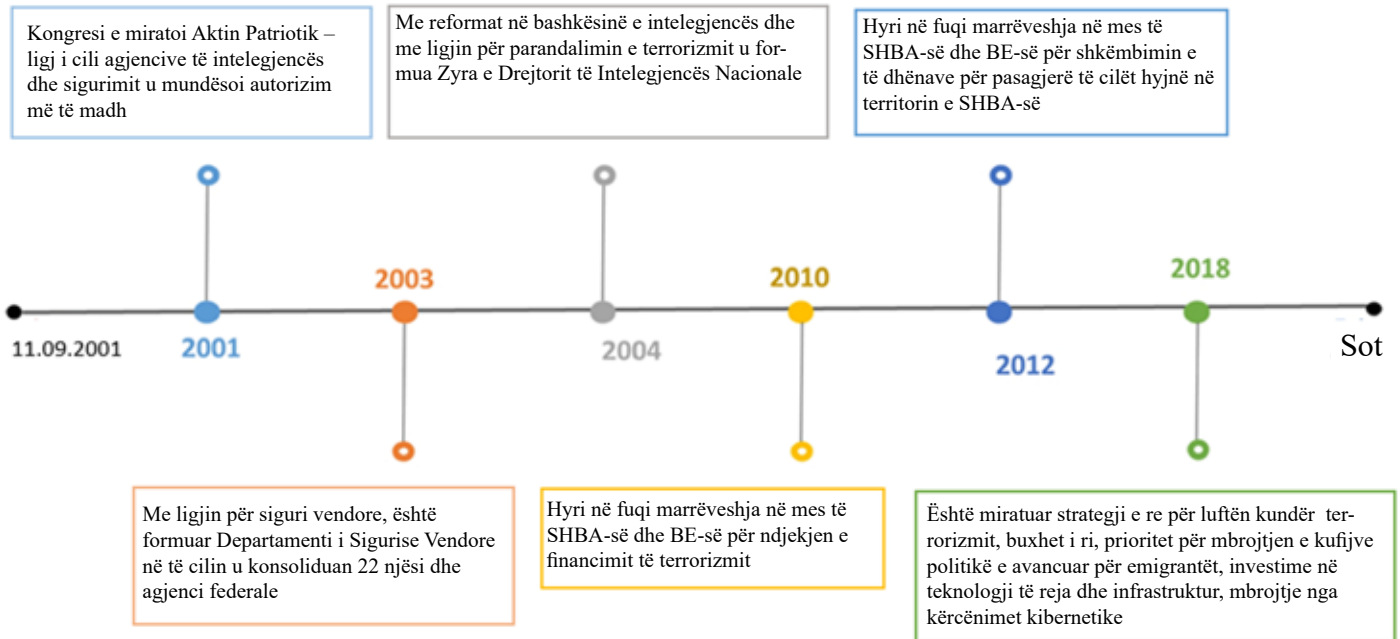 Kongresi e miratoi Aktin Patriotik –
ligj i cili agjencive të intelegjencës
dhe sigurimit u mundësoi autorizim
më të madh
Me reformat në bashkësinë e intelegjencës dhe
me ligjin për parandalimin e terrorizmit u for-
mua Zyra e Drejtorit të Intelegjencës Nacionale
Hyri në fuqi marrëveshja në mes të
SHBA-së dhe BE-së për shkëmbimin e
të dhënave për pasagjerë të cilët hyjnë në
territorin e SHBA-së
2003
2010
2018
11.09.2001
2001
2004
2012
Sot
Me ligjin për siguri vendore, është
formuar Departamenti i Sigurise Vendore
në të cilin u konsoliduan 22 njësi dhe
agjenci federale
Hyri në fuqi marrëveshja në mes të
SHBA-së dhe BE-së për ndjekjen e
financimit të terrorizmit
Është miratuar strategji e re për luftën kundër ter-
rorizmit, buxhet i ri, prioritet për mbrojtjen e kufijve
politikë e avancuar për emigrantët, investime në
teknologji të reja dhe infrastruktur, mbrojtje nga
kërcënimet kibernetike